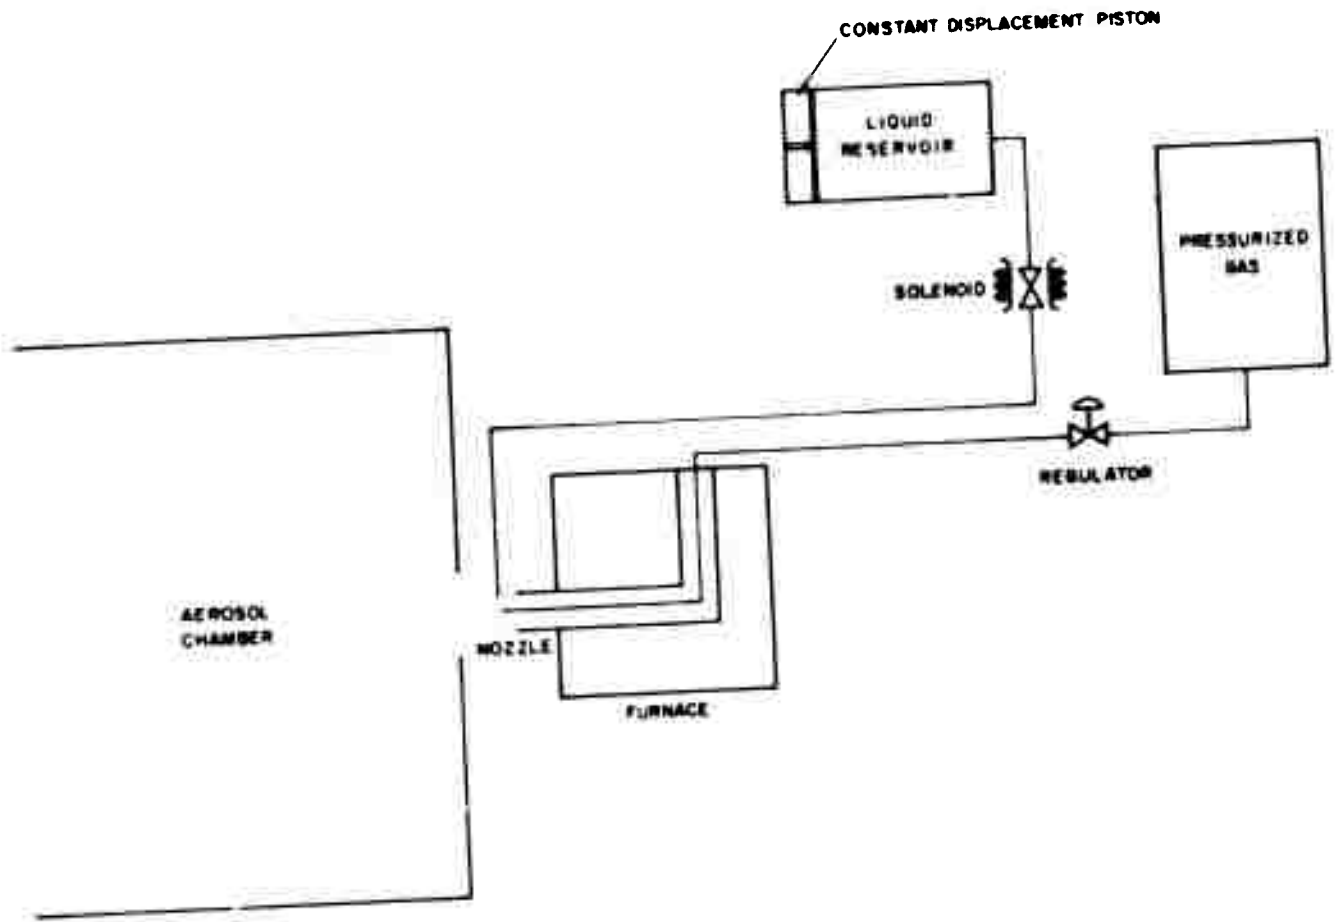 CONSTANT DISPLACEMENT PISTON
LIQUID
RESERVOIR
PRESSURIZED
GAS
SOLENOID
REGULATOR
AEROSOL
CHAMBER
NOZZLE
FURNACE